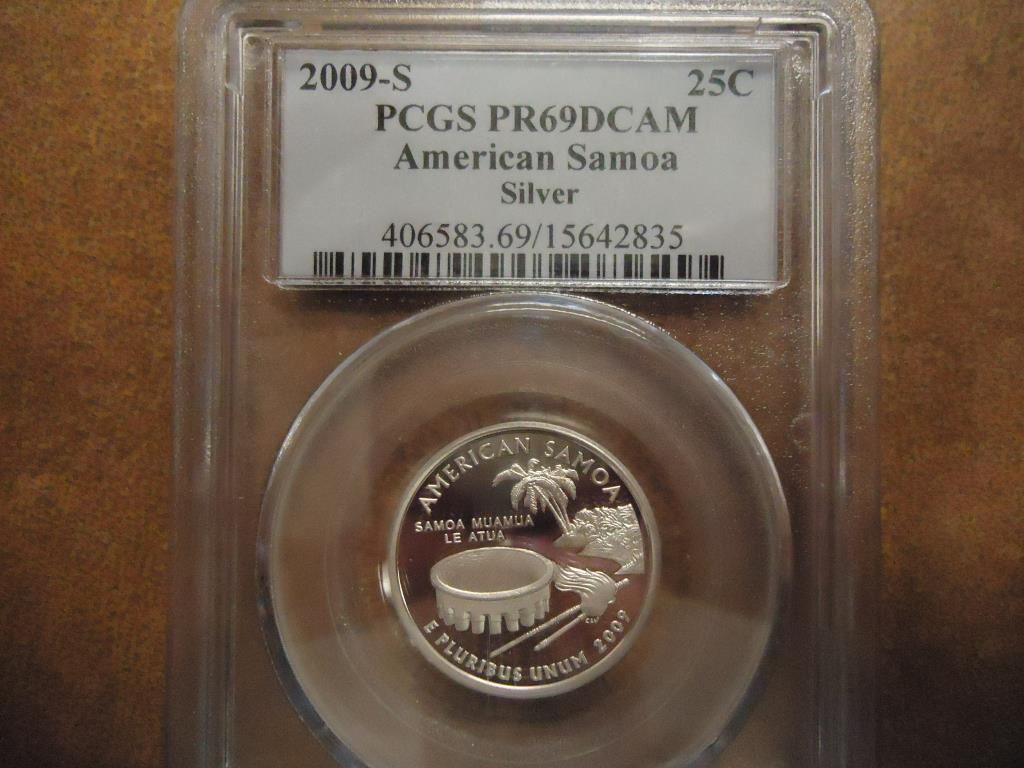 2009-S 25C
PCGS PR69DCAM
American Samoa
Silver
406583.69/15642835
AMERICAN SAMOA
SAMOA MUAMUA
LE ATUA
CLV
E PLURIBUS UNUM 2009